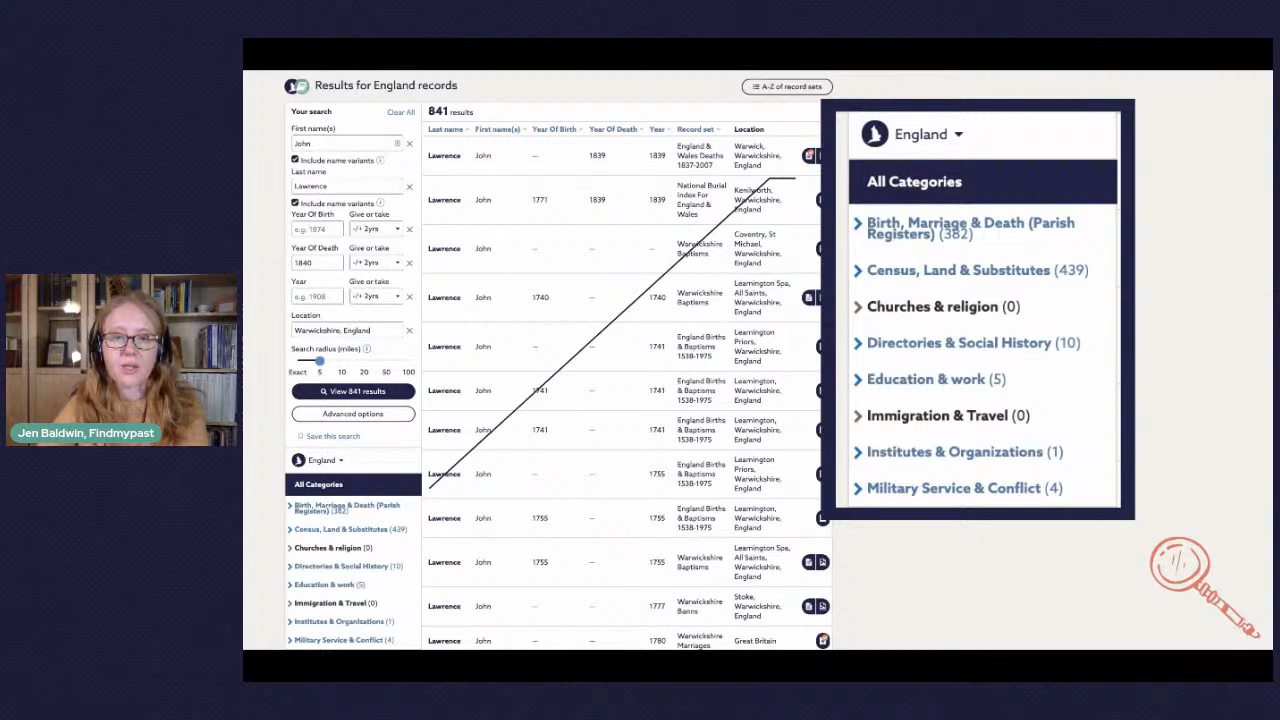 Results for England records
A-Z of record sets
Your search
Clear All
First name(s)
John
Include name variants
Last name
Lawrence
Include name variants
Year Of Birth Give or take
e.g. 1874 -/+ 2yrs
Year Of Death Give or take
1840 -/+ 2yrs
Year Give or take
e.g. 1908 -/+ 2yrs
Location
Warwickshire, England
Search radius (miles)
Exact 5 10 20 50 100
View 841 results
Advanced options
Save this search
England
All Categories
Birth, Marriage & Death (Parish
Registers) (382)
Census, Land & Substitutes (439)
Churches & religion (0)
Directories & Social History (10)
Education & work (5)
Immigration & Travel (0)
Institutes & Organizations (1)
Military Service & Conflict (4)
841 results
Last name First name(s) Year Of Birth Year Of Death Year Record set Location
Lawrence John — 1839 1839 England & Wales Deaths 1837-2007 Warwick, Warwickshire, England
Lawrence John 1771 1839 1839 National Burial Index For England & Wales Kenilworth, Warwickshire, England
Lawrence John — — — Warwickshire Baptisms Coventry, St Michael, Warwickshire, England
Lawrence John 1740 — 1740 Warwickshire Baptisms Leamington Spa, All Saints, Warwickshire, England
Lawrence John — — 1741 England Births & Baptisms 1538-1975 Leamington Priors, Warwickshire, England
Lawrence John 1741 — 1741 England Births & Baptisms 1538-1975 Leamington, Warwickshire, England
Lawrence John — — 1741 England Births & Baptisms 1538-1975 Leamington, Warwickshire, England
Lawrence John — — 1755 England Births & Baptisms 1538-1975 Leamington Priors, Warwickshire, England
Lawrence John 1755 — 1755 England Births & Baptisms 1538-1975 Leamington, Warwickshire, England
Lawrence John 1755 — 1755 Warwickshire Baptisms Leamington Spa, All Saints, Warwickshire, England
Lawrence John — — 1777 Warwickshire Banns Stoke, Warwickshire, England
Lawrence John — — 1780 Warwickshire Marriages Great Britain
England
All Categories
Birth, Marriage & Death (Parish
Registers) (382)
Census, Land & Substitutes (439)
Churches & religion (0)
Directories & Social History (10)
Education & work (5)
Immigration & Travel (0)
Institutes & Organizations (1)
Military Service & Conflict (4)
Jen Baldwin, Findmypast